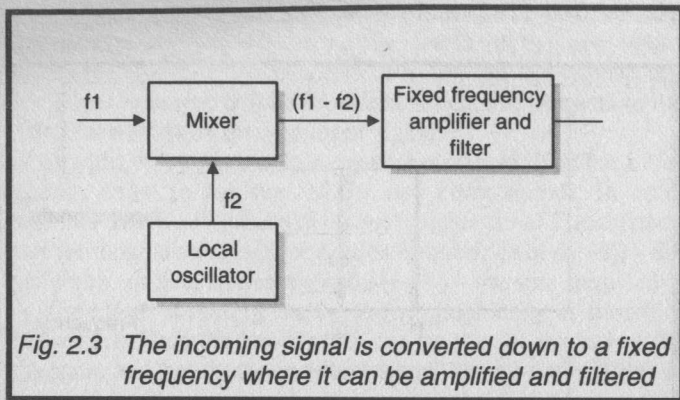 f1
Mixer
(f1 - f2)
Fixed frequency
amplifier and
filter
f2
Local
oscillator
Fig. 2.3 The incoming signal is converted down to a fixed
frequency where it can be amplified and filtered